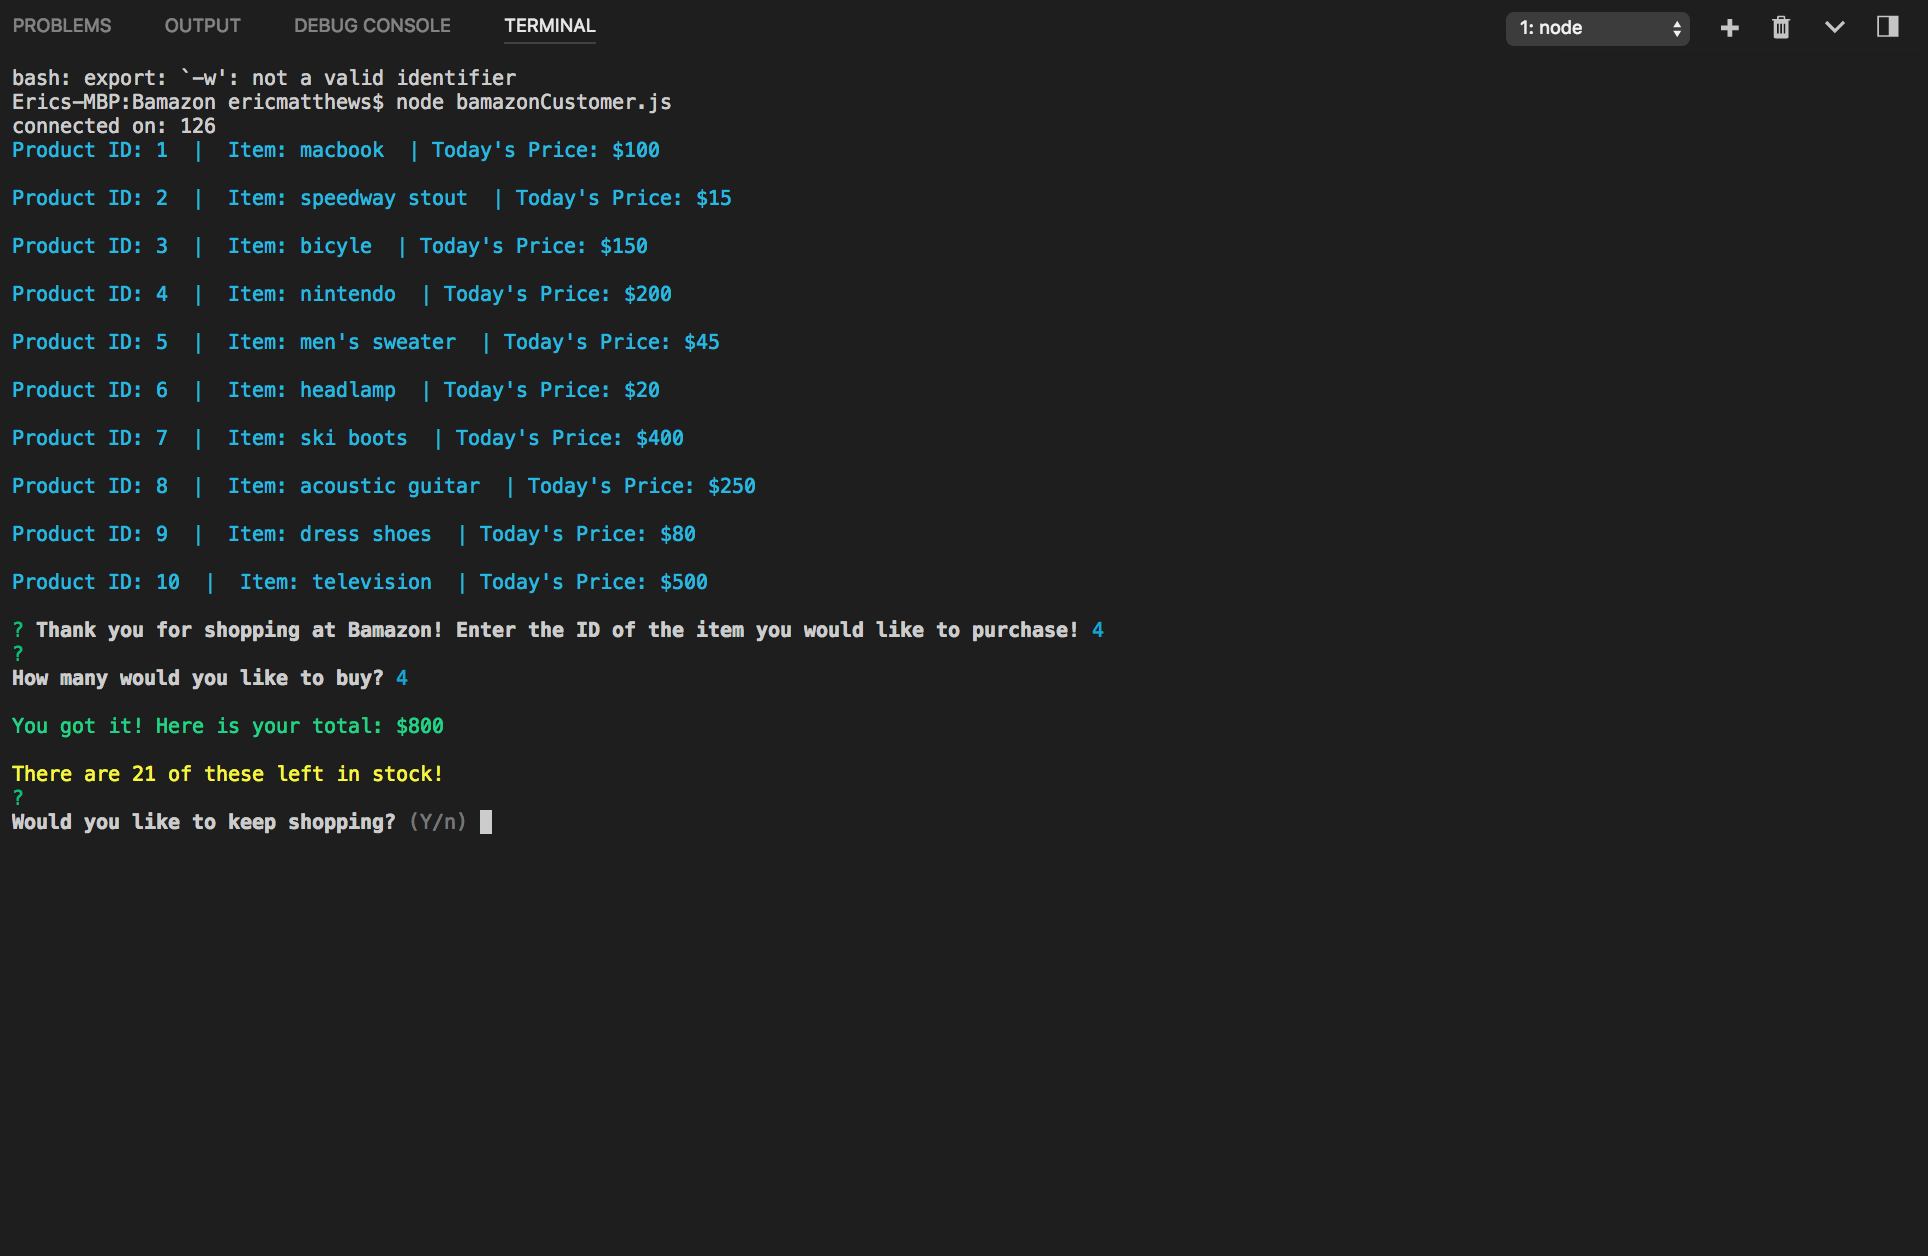 PROBLEMS OUTPUT DEBUG CONSOLE TERMINAL 1: node
bash: export: `-w': not a valid identifier
Erics-MBP:Bamazon ericmatthews$ node bamazonCustomer.js
connected on: 126
Product ID: 1  |  Item: macbook  | Today's Price: $100
Product ID: 2  |  Item: speedway stout  | Today's Price: $15
Product ID: 3  |  Item: bicyle  | Today's Price: $150
Product ID: 4  |  Item: nintendo  | Today's Price: $200
Product ID: 5  |  Item: men's sweater  | Today's Price: $45
Product ID: 6  |  Item: headlamp  | Today's Price: $20
Product ID: 7  |  Item: ski boots  | Today's Price: $400
Product ID: 8  |  Item: acoustic guitar  | Today's Price: $250
Product ID: 9  |  Item: dress shoes  | Today's Price: $80
Product ID: 10  |  Item: television  | Today's Price: $500
? Thank you for shopping at Bamazon! Enter the ID of the item you would like to purchase! 4
?
How many would you like to buy? 4
You got it! Here is your total: $800
There are 21 of these left in stock!
?
Would you like to keep shopping? (Y/n)